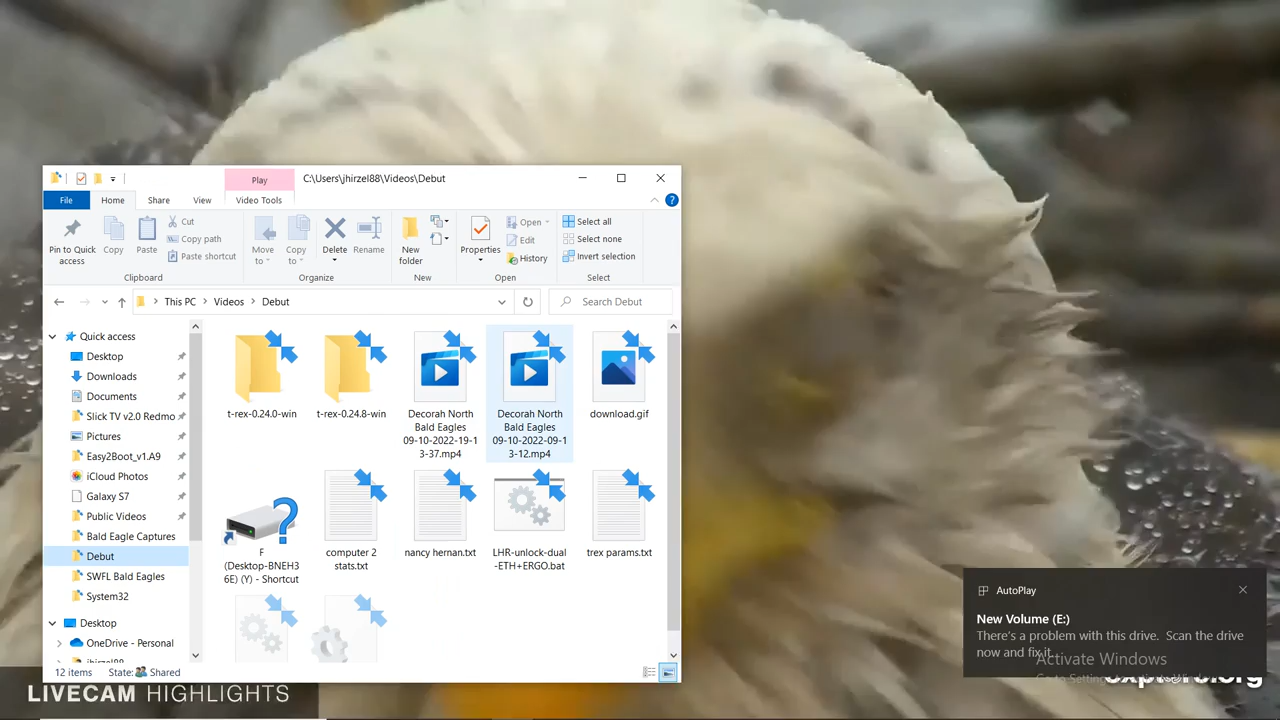 Play
C:\Users\jhirzel88\Videos\Debut
File
Home
Share
View
Video Tools
Pin to Quick access
Copy
Paste
Cut
Copy path
Paste shortcut
Clipboard
Move to
Copy to
Delete
Rename
Organize
New folder
New
Properties
Open
Edit
History
Open
Select all
Select none
Invert selection
Select
This PC
Videos
Debut
Search Debut
Quick access
Desktop
Downloads
Documents
Slick TV v2.0 Redmo
Pictures
Easy2Boot_v1.A9
iCloud Photos
Galaxy S7
Public Videos
Bald Eagle Captures
Debut
SWFL Bald Eagles
System32
Desktop
OneDrive - Personal
jhirzel88
t-rex-0.24.0-win
t-rex-0.24.8-win
Decorah North
Bald Eagles
09-10-2022-19-1
3-37.mp4
Decorah North
Bald Eagles
09-10-2022-09-1
3-12.mp4
download.gif
F
(Desktop-BNEH3
6E) (Y) - Shortcut
computer 2
stats.txt
nancy hernan.txt
LHR-unlock-dual
-ETH+ERGO.bat
trex params.txt
12 items
State:
Shared
LIVECAM HIGHLIGHTS
AutoPlay
New Volume (E:)
There's a problem with this drive. Scan the drive
now and fix it.
Activate Windows